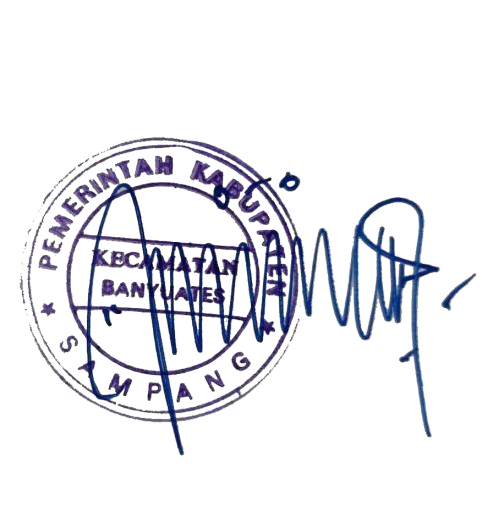 PEMERINTAH KABUPATEN
KECAMATAN
BANYUATES
SAMPANG